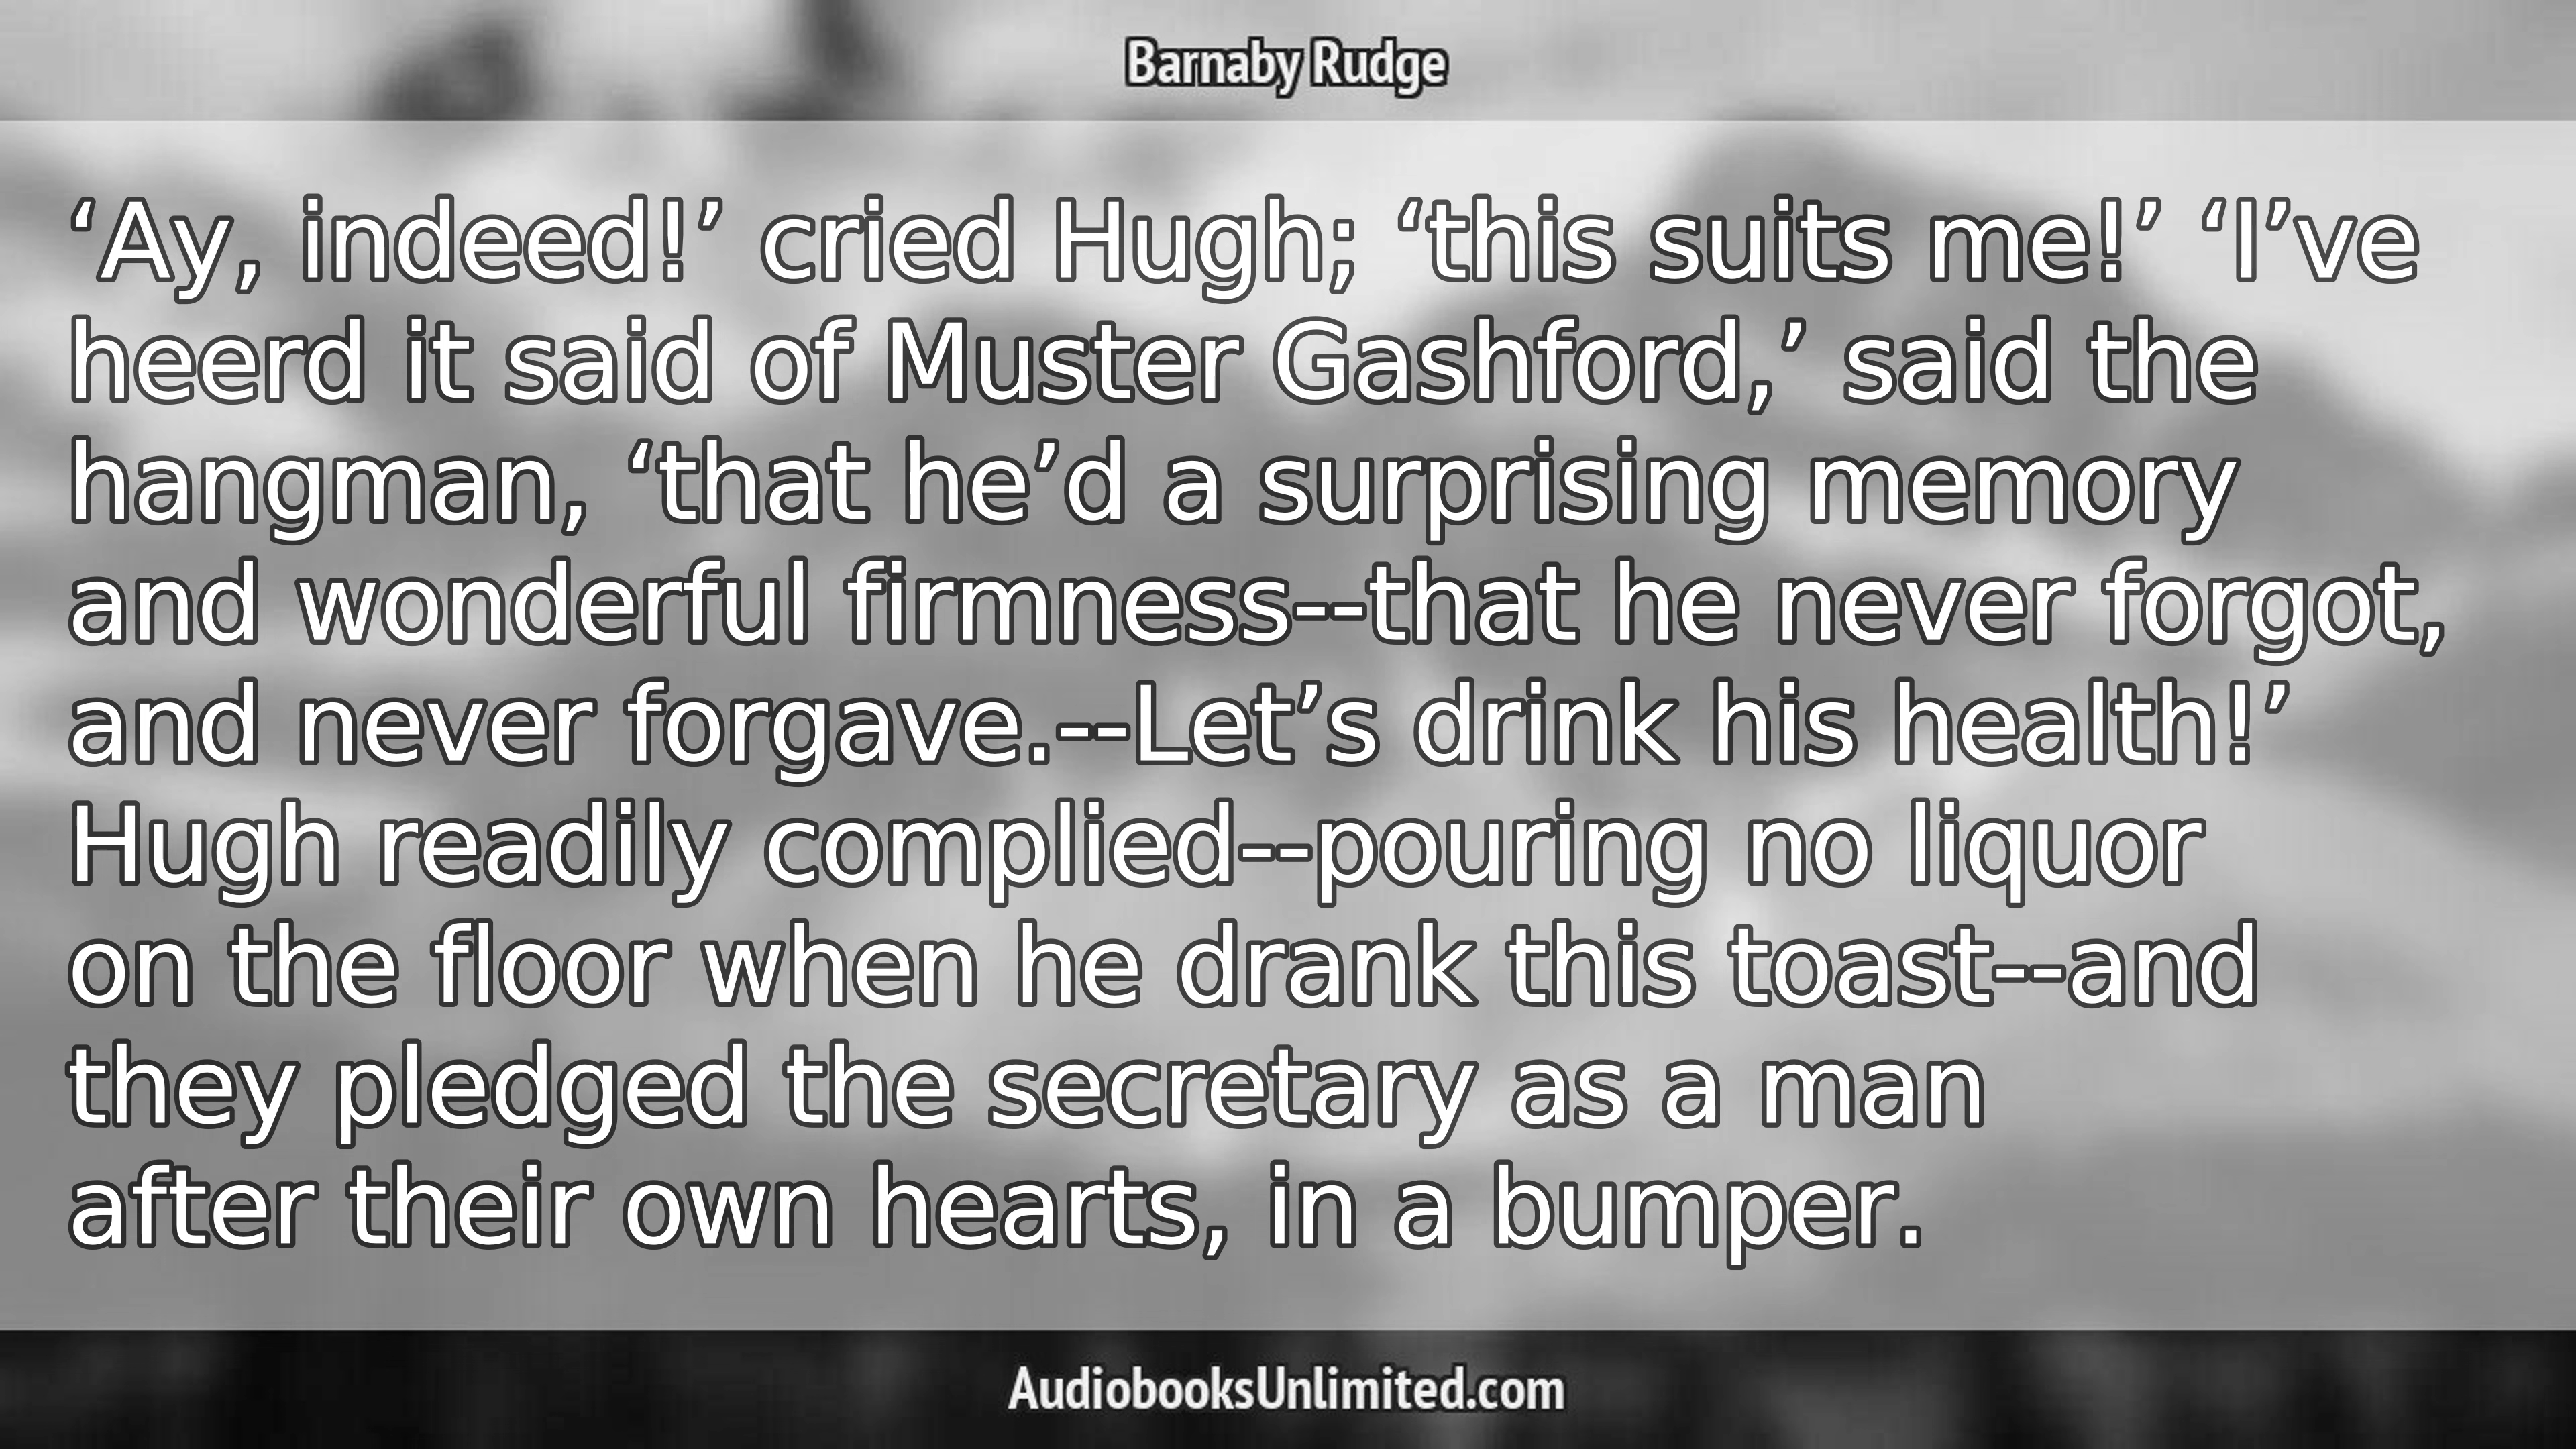 Barnaby Rudge
‘Ay, indeed!’ cried Hugh; ‘this suits me!’ ‘I’ve
heerd it said of Muster Gashford,’ said the
hangman, ‘that he’d a surprising memory
and wonderful firmness--that he never forgot,
and never forgave.--Let’s drink his health!’
Hugh readily complied--pouring no liquor
on the floor when he drank this toast--and
they pledged the secretary as a man
after their own hearts, in a bumper.
AudiobooksUnlimited.com